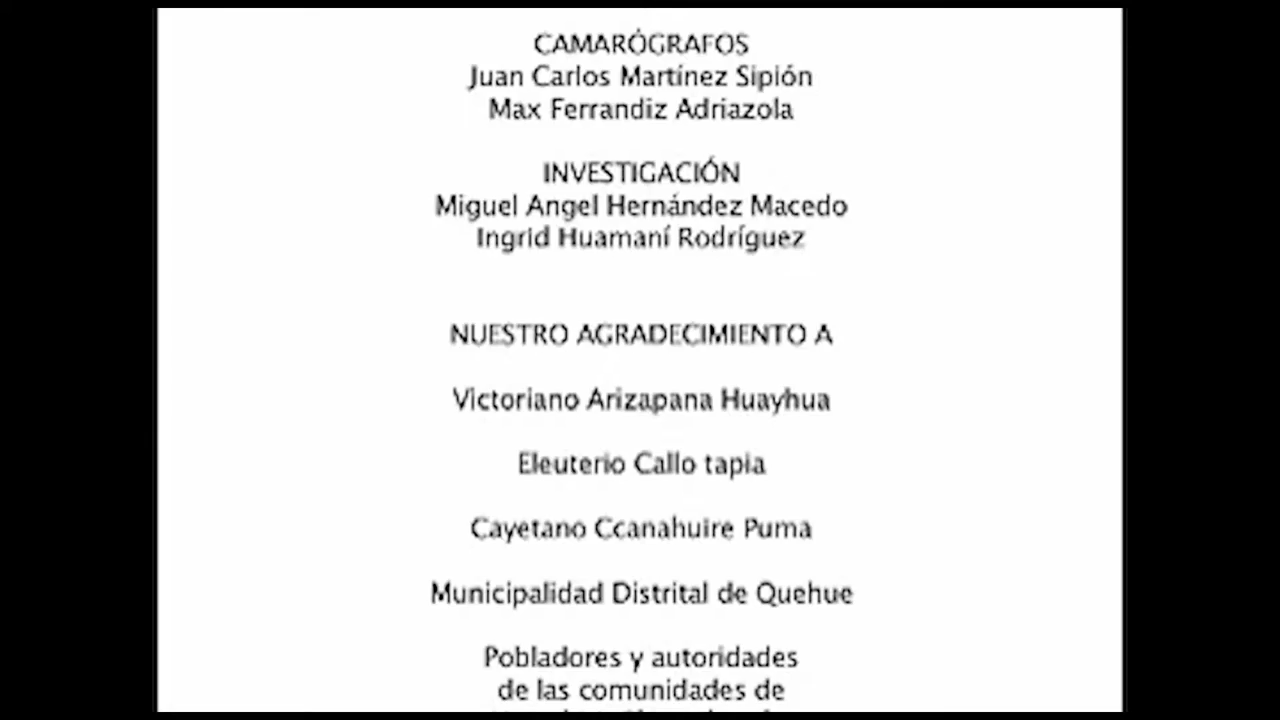 CAMARÓGRAFOS
Juan Carlos Martínez Sipión
Max Ferrandiz Adriazola
INVESTIGACIÓN
Miguel Angel Hernández Macedo
Ingrid Huamaní Rodríguez
NUESTRO AGRADECIMIENTO A
Victoriano Arizapana Huayhua
Eleuterio Callo tapia
Cayetano Ccanahuire Puma
Municipalidad Distrital de Quehue
Pobladores y autoridades
de las comunidades de